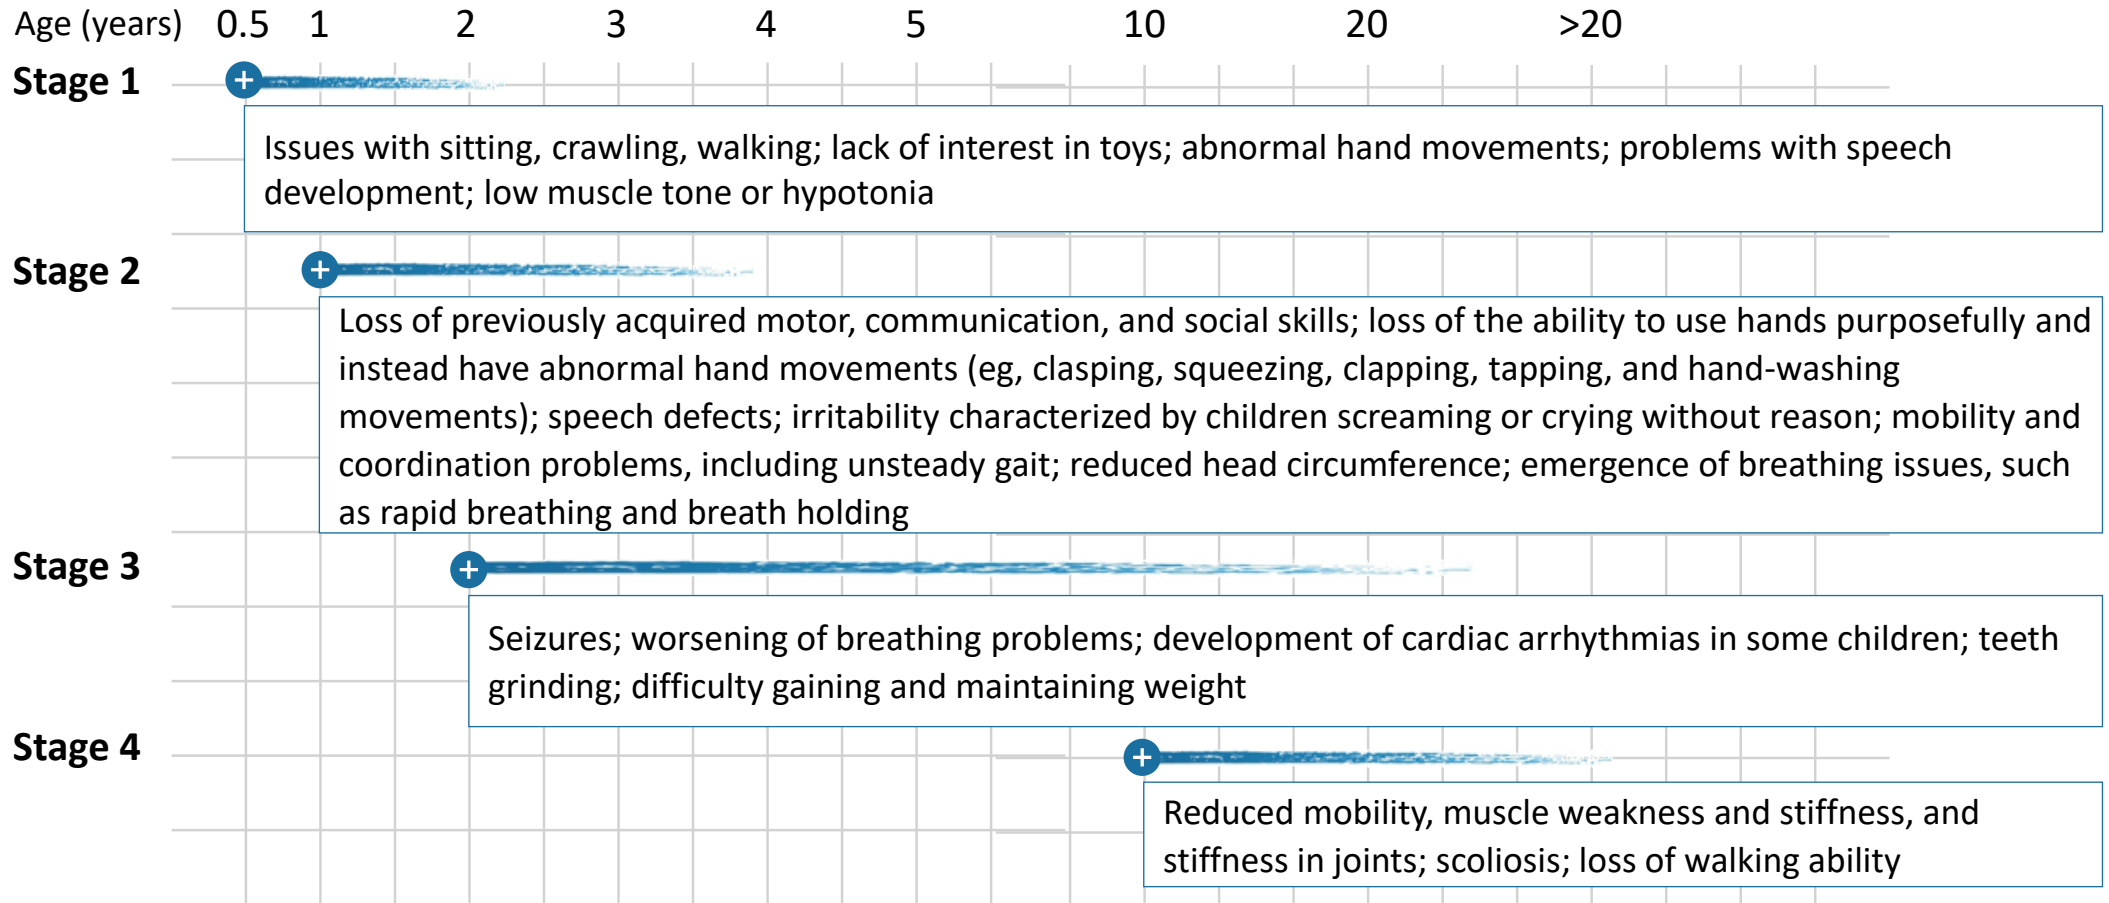 Age (years) 0.5 1 2 3 4 5 10 20 >20
Stage 1
Issues with sitting, crawling, walking; lack of interest in toys; abnormal hand movements; problems with speech
development; low muscle tone or hypotonia
Stage 2
Loss of previously acquired motor, communication, and social skills; loss of the ability to use hands purposefully and
instead have abnormal hand movements (eg, clasping, squeezing, clapping, tapping, and hand-washing
movements); speech defects; irritability characterized by children screaming or crying without reason; mobility and
coordination problems, including unsteady gait; reduced head circumference; emergence of breathing issues, such
as rapid breathing and breath holding
Stage 3
Seizures; worsening of breathing problems; development of cardiac arrhythmias in some children; teeth
grinding; difficulty gaining and maintaining weight
Stage 4
Reduced mobility, muscle weakness and stiffness, and
stiffness in joints; scoliosis; loss of walking ability